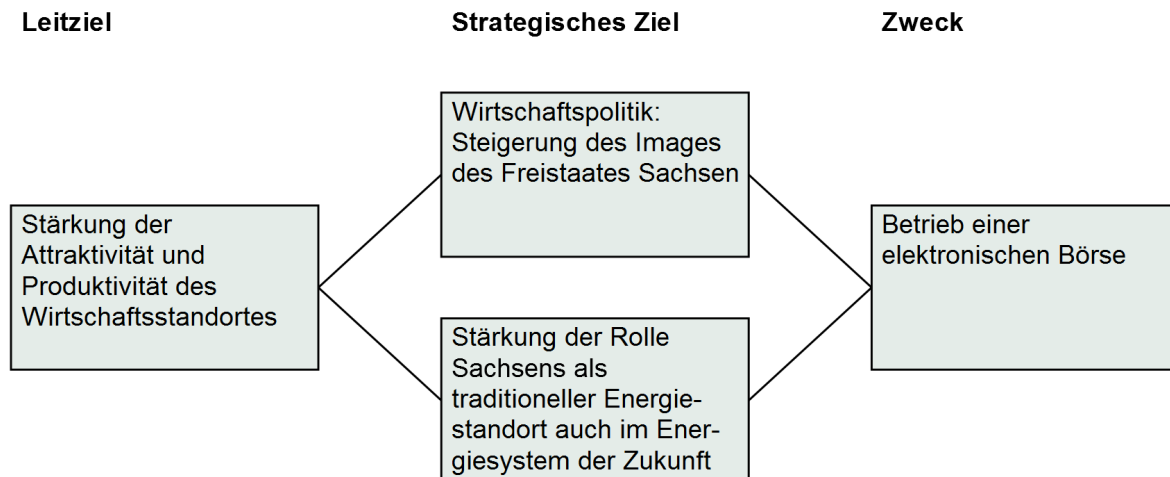 Leitziel
Strategisches Ziel
Zweck
Stärkung der
Attraktivität und
Produktivität des
Wirtschaftsstandortes
Wirtschaftspolitik:
Steigerung des Images
des Freistaates Sachsen
Stärkung der Rolle
Sachsens als
traditioneller Energie-
standort auch im Ener-
giesystem der Zukunft
Betrieb einer
elektronischen Börse